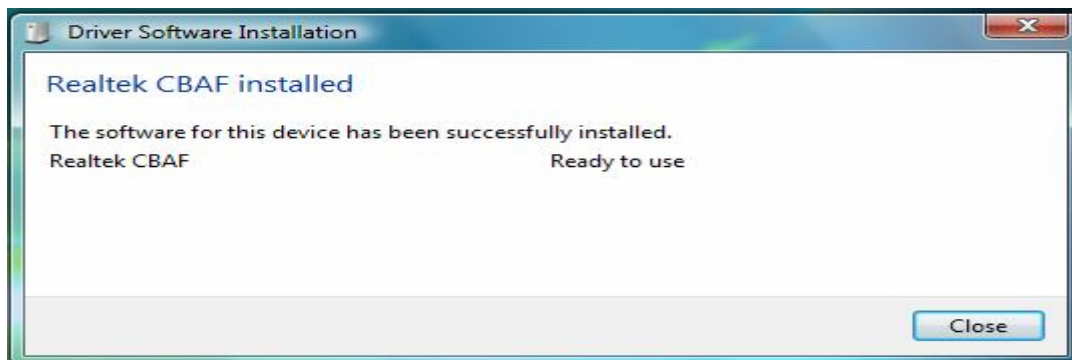 Driver Software Installation
Realtek CBAF installed
The software for this device has been successfully installed.
Realtek CBAF Ready to use
Close